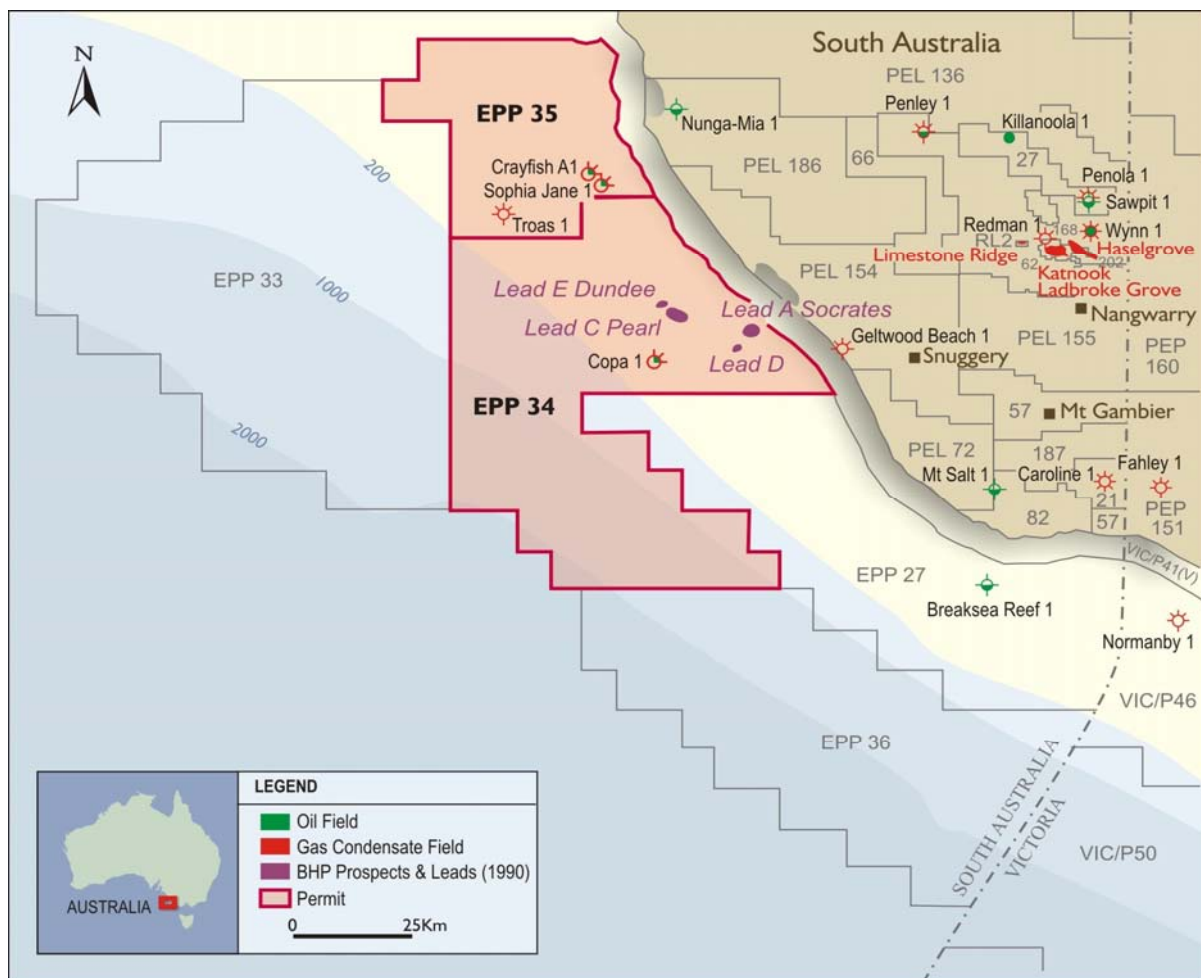 South Australia
PEL 136
N
Penley 1
EPP 35
Nunga-Mia 1
Killanoola 1
66
27
Crayfish A1
PEL 186
Penola 1
Sophia Jane 1
Sawpit 1
200
Troas 1
Redman 1
168
Wynn 1
RL2
Limestone Ridge
Haselgrove
62
202
EPP 33
PEL 154
Katnook
Ladbroke Grove
1000
Lead E Dundee
Lead A Socrates
Nangwarry
Lead C Pearl
Geltwood Beach 1
PEL 155
PEP
160
Copa 1
Lead D
Snuggery
EPP 34
57
Mt Gambier
2000
PEL 72
187
Mt Salt 1
Caroline 1
Fahley 1
21
PEP
151
82
57
VIC/P41(V)
EPP 27
Breaksea Reef 1
Normanby 1
VIC/P46
EPP 36
SOUTH AUSTRALIA
VICTORIA
VIC/P50
LEGEND
Oil Field
Gas Condensate Field
BHP Prospects & Leads (1990)
Permit
AUSTRALIA
0 25Km